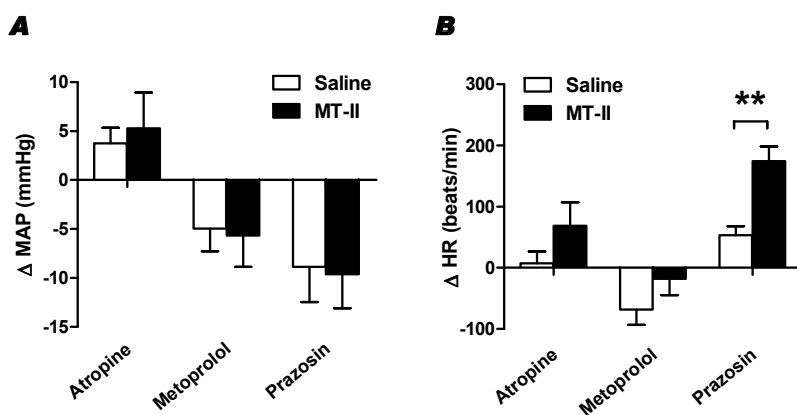 A
Δ MAP (mmHg)
10
5
0
-5
-10
-15
Saline
MT-II
Atropine
Metoprolol
Prazosin
B
Δ HR (beats/min)
300
200
100
0
-100
Saline
MT-II
**
Atropine
Metoprolol
Prazosin